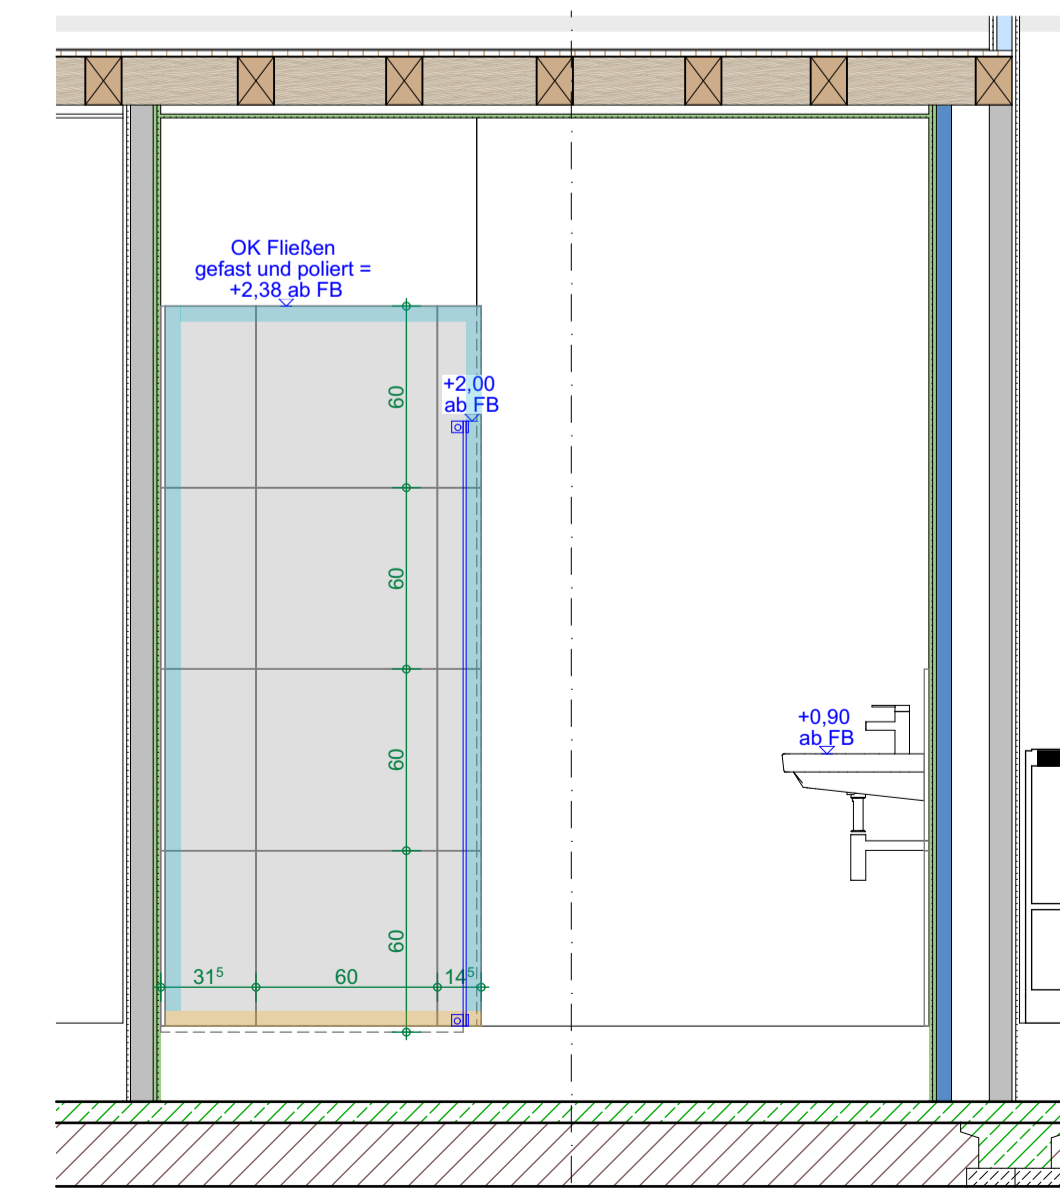 OK Fließen
gefast und poliert =
+2,38 ab FB
+2,00
ab FB
60
60
60
60
+0,90
ab FB
31⁵
60
14⁵